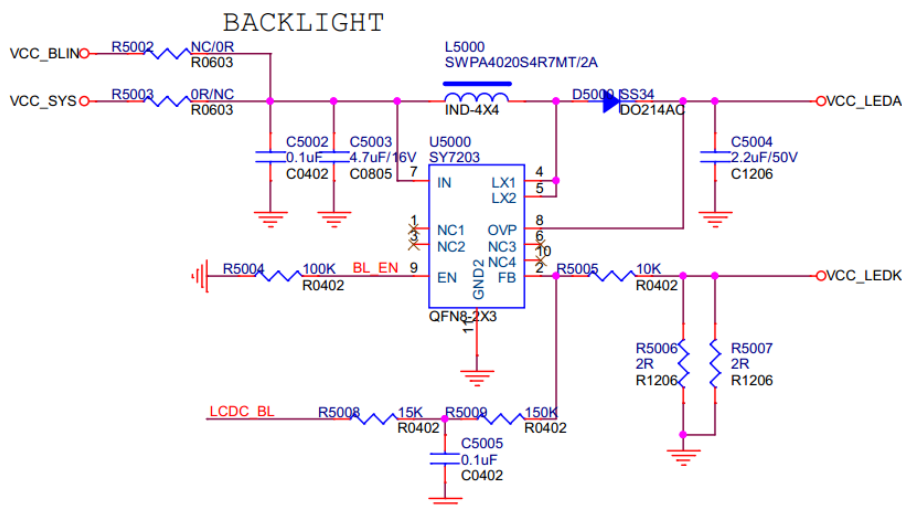 BACKLIGHT
VCC_BLIN
R5002
NC/0R
R0603
VCC_SYS
R5003
0R/NC
R0603
L5000
SWPA4020S4R7MT/2A
IND-4X4
D5000
SS34
DO214AC
VCC_LEDA
C5002
0.1uF
C0402
C5003
4.7uF/16V
C0805
U5000
SY7203
C5004
2.2uF/50V
C1206
7
IN
LX1
4
LX2
5
1
NC1
OVP
8
3
NC2
NC3
6
NC4
10
R5004
100K
R0402
BL_EN
9
EN
GND2
FB
2
R5005
10K
R0402
VCC_LEDK
QFN8-2X3
11
R5006
2R
R1206
R5007
2R
R1206
LCDC_BL
R5008
15K
R0402
R5009
150K
R0402
C5005
0.1uF
C0402